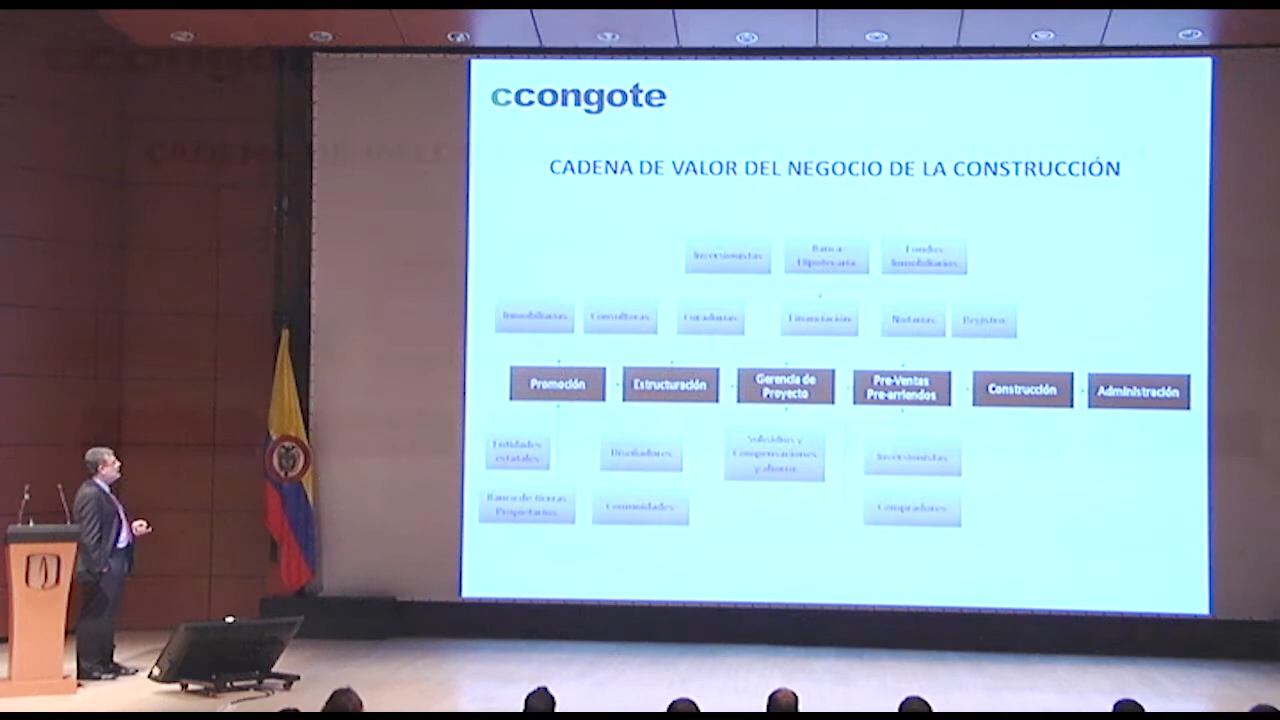 ccongote
CADENA DE VALOR DEL NEGOCIO DE LA CONSTRUCCIÓN
Inversionistas
Banca
Hipotecaria
Fondos
Inmobiliarios
Inmobiliarias
Consultoras
Curadurías
Financiación
Notarías
Registro
Promoción
Estructuración
Gerencia de
Proyecto
Pre-Ventas
Pre-arriendos
Construcción
Administración
Entidades
estatales
Diseñadores
Subsidios y
Compensaciones
y ahorro
Inversionistas
Banco de tierras
Propietarios
Comunidades
Compradores